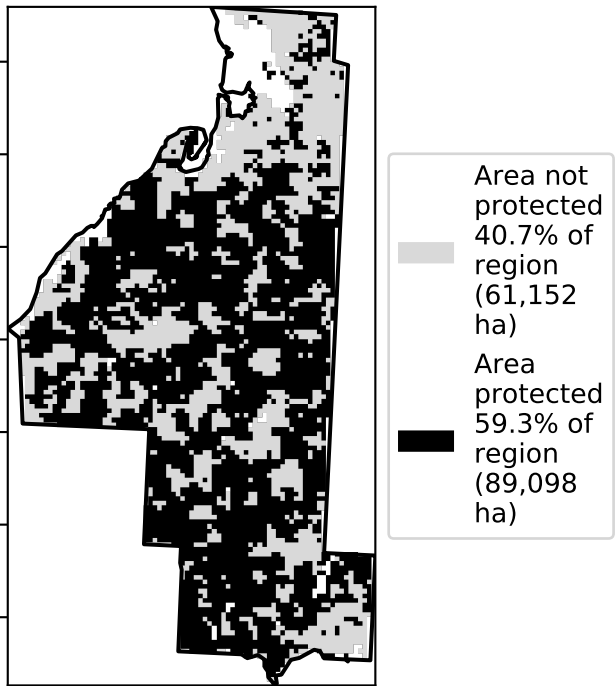 Area not
protected
40.7% of
region
(61,152
ha)
Area
protected
59.3% of
region
(89,098
ha)